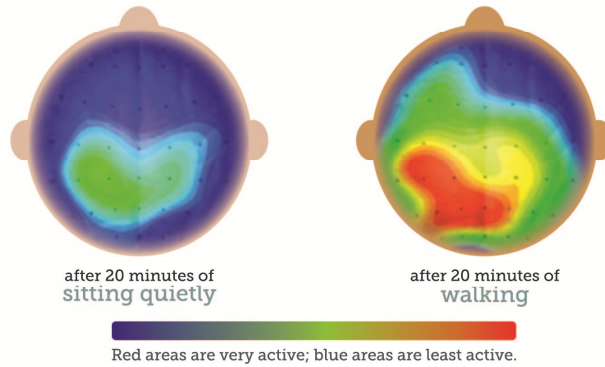 after 20 minutes of
sitting quietly
after 20 minutes of
walking
Red areas are very active; blue areas are least active.